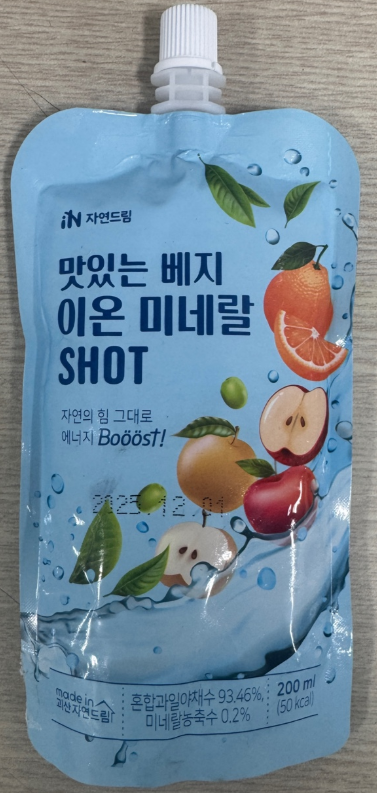 iN 자연드림
맛있는 베지
이온 미네랄
SHOT
자연의 힘 그대로
에너지 Booöst!
2025.12.01
made in
괴산자연드림
혼합과일야채수 93.46%,
미네랄농축수 0.2%
200 ml
(50 kcal)